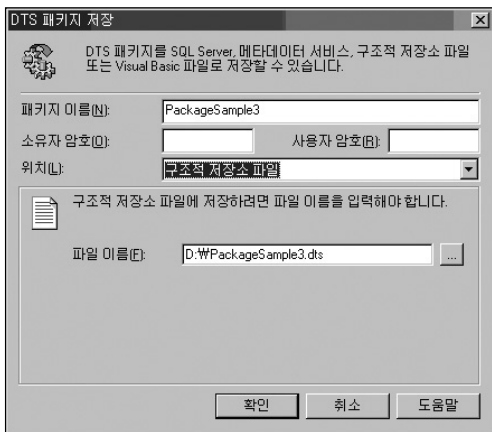 DTS 패키지 저장
DTS 패키지를 SQL Server, 메타데이터 서비스, 구조적 저장소 파일
또는 Visual Basic 파일로 저장할 수 있습니다.
패키지 이름(N): PackageSample3
소유자 암호(O): 사용자 암호(R):
위치(L): 구조적 저장소 파일
구조적 저장소 파일에 저장하려면 파일 이름을 입력해야 합니다.
파일 이름(F): D:₩PackageSample3.dts ...
확인 취소 도움말